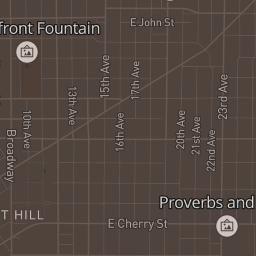 E John St
front Fountain
15th Ave
17th Ave
13th Ave
10th Ave
16th Ave
20th Ave
21st Ave
22nd Ave
23rd Ave
Broadway
Proverbs and
T HILL
E Cherry St